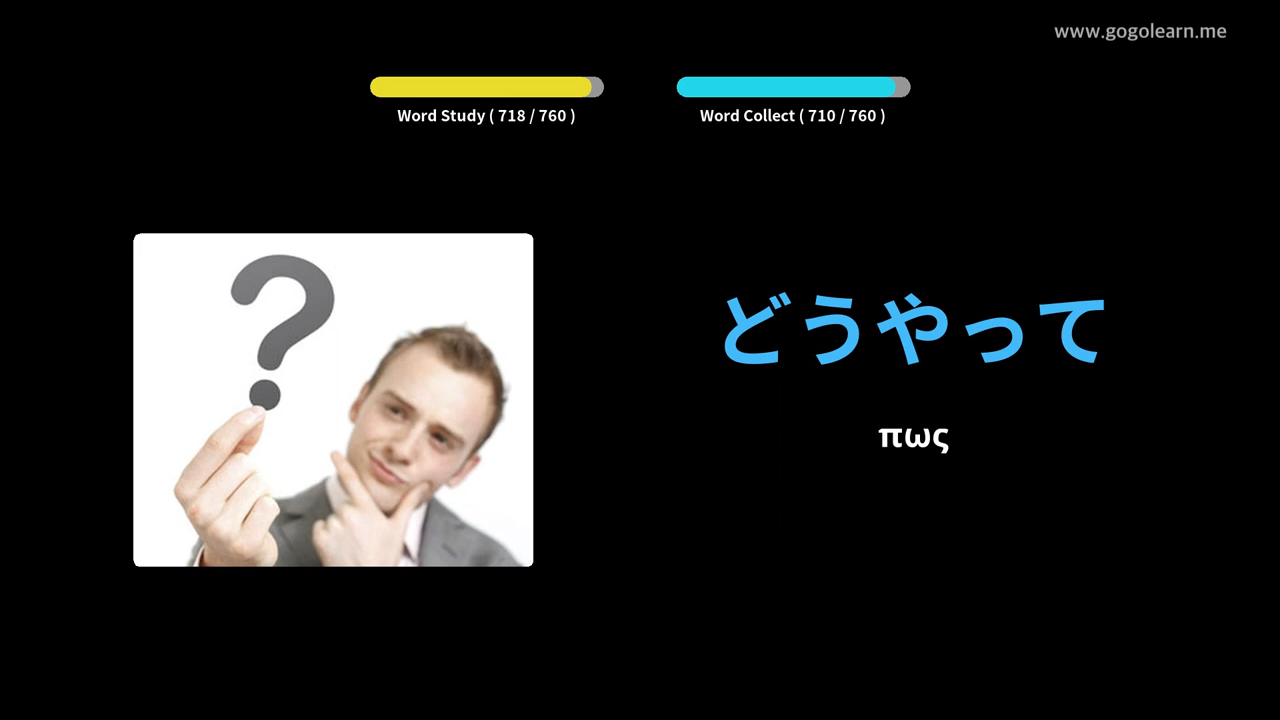 www.gogolearn.me
Word Study ( 718 / 760 )
Word Collect ( 710 / 760 )
?
どうやって
πως